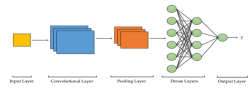 y
Input Layer
Convolutional Layer
Pooling Layer
Dense Layers
Output Layer